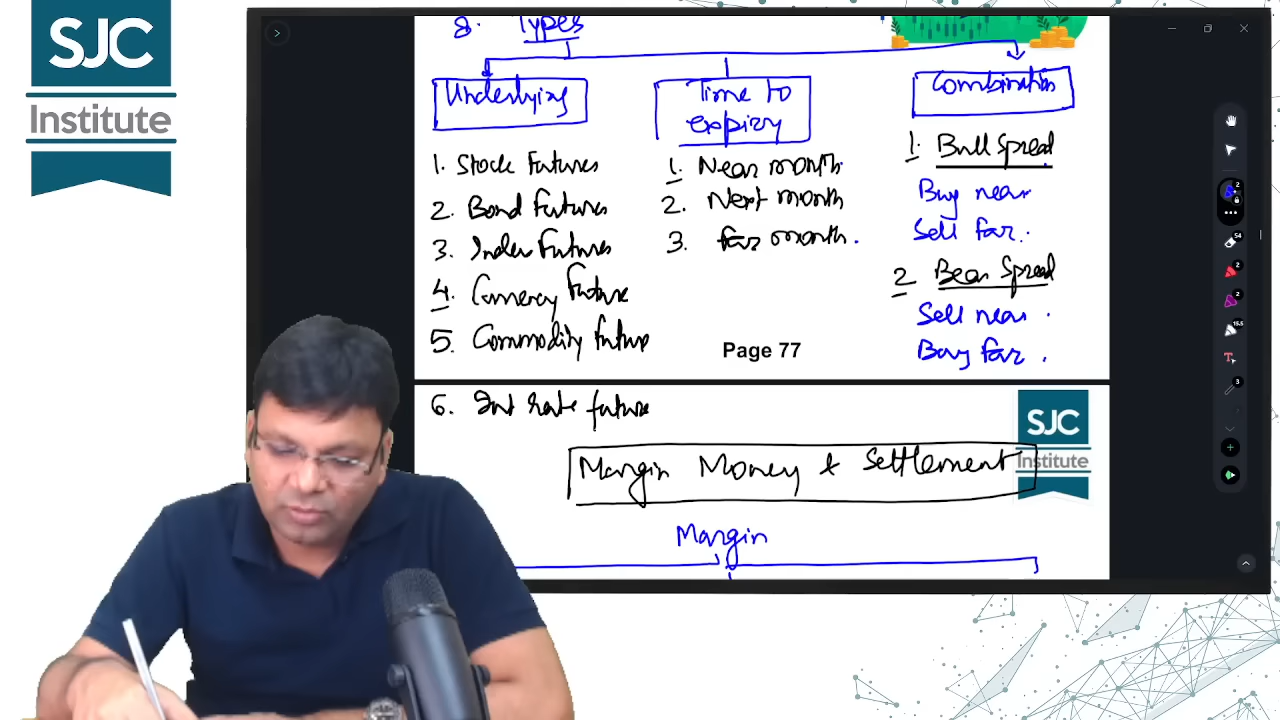 SJC
Institute
8. Types
Underlying
1. Stock Futures
2. Bond Futures
3. Index Futures
4. Currency Future
5. Commodity future
6. Int Rate future
Time to
expiry
1. Near month
2. Next month
3. far month.
Combination
1. Bull Spread
Buy near
Sell far.
2 Bear Spread
Sell near
Buy far
Page 77
SJC
Institute
Margin Money & Settlement
Margin